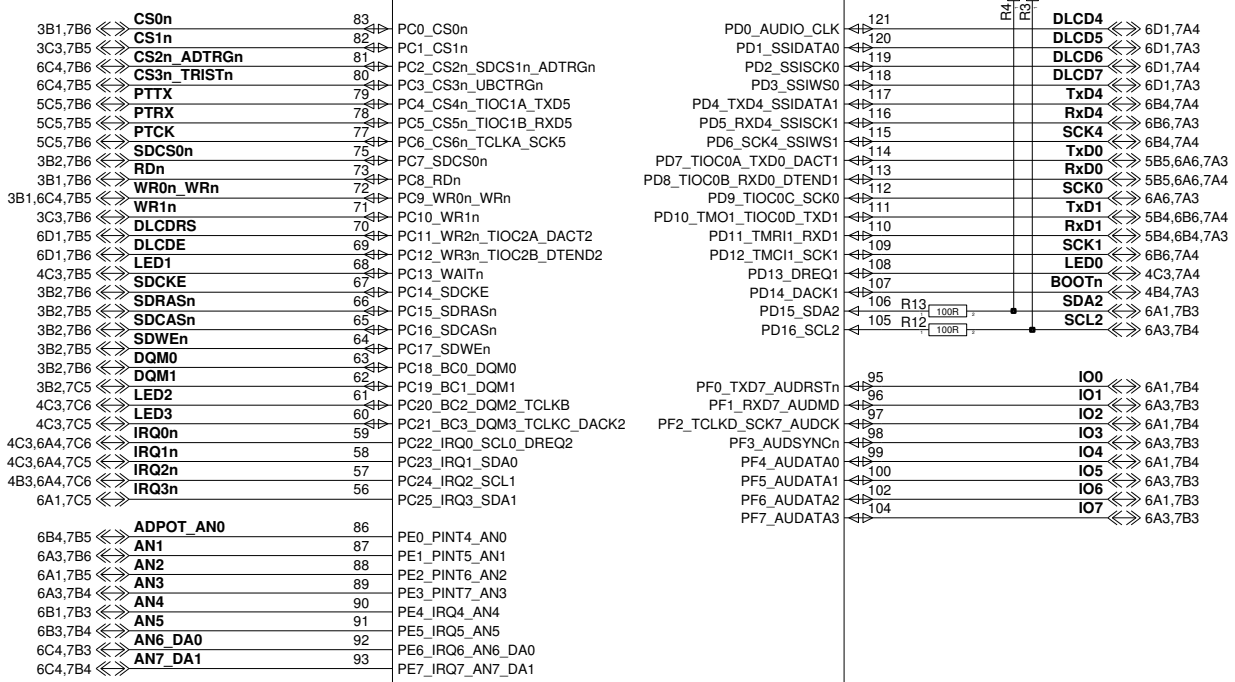 3B1,7B6 CS0n 83 PC0_CS0n
3C3,7B5 CS1n 82 PC1_CS1n
6C4,7B6 CS2n_ADTRGn 81 PC2_CS2n_SDCS1n_ADTRGn
6C4,7B5 CS3n_TRISTn 80 PC3_CS3n_UBCTRGn
5C5,7B6 PTTX 79 PC4_CS4n_TIOC1A_TXD5
5C5,7B5 PTRX 78 PC5_CS5n_TIOC1B_RXD5
5C5,7B6 PTCK 77 PC6_CS6n_TCLKA_SCK5
3B2,7B6 SDCS0n 75 PC7_SDCS0n
3B1,7B6 RDn 73 PC8_RDn
3B1,6C4,7B5 WR0n_WRn 72 PC9_WR0n_WRn
3C3,7B6 WR1n 71 PC10_WR1n
6D1,7B5 DLCDRS 70 PC11_WR2n_TIOC2A_DACT2
6D1,7B6 DLCDE 69 PC12_WR3n_TIOC2B_DTEND2
4C3,7B5 LED1 68 PC13_WAITn
3B2,7B6 SDCKE 67 PC14_SDCKE
3B2,7B5 SDRASn 66 PC15_SDRASn
3B2,7B6 SDCASn 65 PC16_SDCASn
3B2,7B5 SDWEn 64 PC17_SDWEn
3B2,7B6 DQM0 63 PC18_BC0_DQM0
3B2,7C5 DQM1 62 PC19_BC1_DQM1
4C3,7C6 LED2 61 PC20_BC2_DQM2_TCLKB
4C3,7C5 LED3 60 PC21_BC3_DQM3_TCLKC_DACK2
4C3,6A4,7C6 IRQ0n 59 PC22_IRQ0_SCL0_DREQ2
4C3,6A4,7C5 IRQ1n 58 PC23_IRQ1_SDA0
4B3,6A4,7C6 IRQ2n 57 PC24_IRQ2_SCL1
6A1,7C5 IRQ3n 56 PC25_IRQ3_SDA1
6B4,7B5 ADPOT_AN0 86 PE0_PINT4_AN0
6A3,7B6 AN1 87 PE1_PINT5_AN1
6A1,7B5 AN2 88 PE2_PINT6_AN2
6A3,7B4 AN3 89 PE3_PINT7_AN3
6B1,7B3 AN4 90 PE4_IRQ4_AN4
6B3,7B4 AN5 91 PE5_IRQ5_AN5
6C4,7B3 AN6_DA0 92 PE6_IRQ6_AN6_DA0
6C4,7B4 AN7_DA1 93 PE7_IRQ7_AN7_DA1
R4 R3
PD0_AUDIO_CLK 121 DLCD4 6D1,7A4
PD1_SSIDATA0 120 DLCD5 6D1,7A3
PD2_SSISCK0 119 DLCD6 6D1,7A4
PD3_SSIWS0 118 DLCD7 6D1,7A3
PD4_TXD4_SSIDATA1 117 TxD4 6B4,7A4
PD5_RXD4_SSISCK1 116 RxD4 6B6,7A3
PD6_SCK4_SSIWS1 115 SCK4 6B4,7A4
PD7_TIOC0A_TXD0_DACT1 114 TxD0 5B5,6A6,7A3
PD8_TIOC0B_RXD0_DTEND1 113 RxD0 5B5,6A6,7A4
PD9_TIOC0C_SCK0 112 SCK0 6A6,7A3
PD10_TMO1_TIOC0D_TXD1 111 TxD1 5B4,6B6,7A4
PD11_TMRI1_RXD1 110 RxD1 5B4,6B4,7A3
PD12_TMCI1_SCK1 109 SCK1 6B6,7A4
PD13_DREQ1 108 LED0 4C3,7A4
PD14_DACK1 107 BOOTn 4B4,7A3
PD15_SDA2 106 R13 100R SDA2 6A1,7B3
PD16_SCL2 105 R12 100R SCL2 6A3,7B4
PF0_TXD7_AUDRSTn 95 IO0 6A1,7B4
PF1_RXD7_AUDMD 96 IO1 6A3,7B3
PF2_TCLKD_SCK7_AUDCK 97 IO2 6A1,7B4
PF3_AUDSYNCn 98 IO3 6A3,7B3
PF4_AUDATA0 99 IO4 6A1,7B4
PF5_AUDATA1 100 IO5 6A3,7B3
PF6_AUDATA2 102 IO6 6A1,7B3
PF7_AUDATA3 104 IO7 6A3,7B3